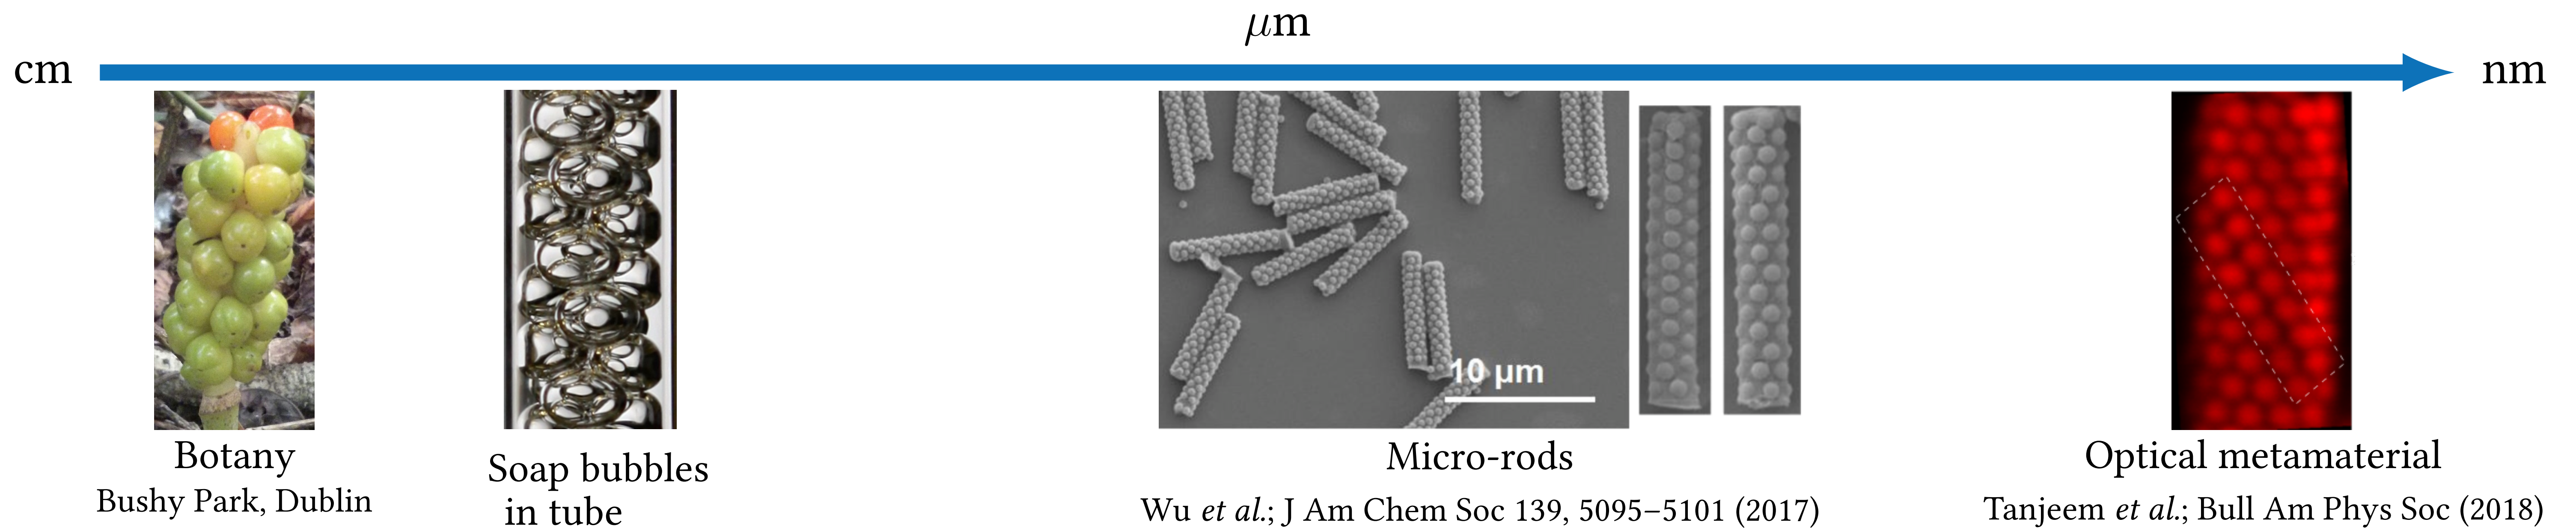 μm
cm
nm
10 μm
Botany
Bushy Park, Dublin
Soap bubbles
in tube
Micro-rods
Wu et al.; J Am Chem Soc 139, 5095–5101 (2017)
Optical metamaterial
Tanjeem et al.; Bull Am Phys Soc (2018)